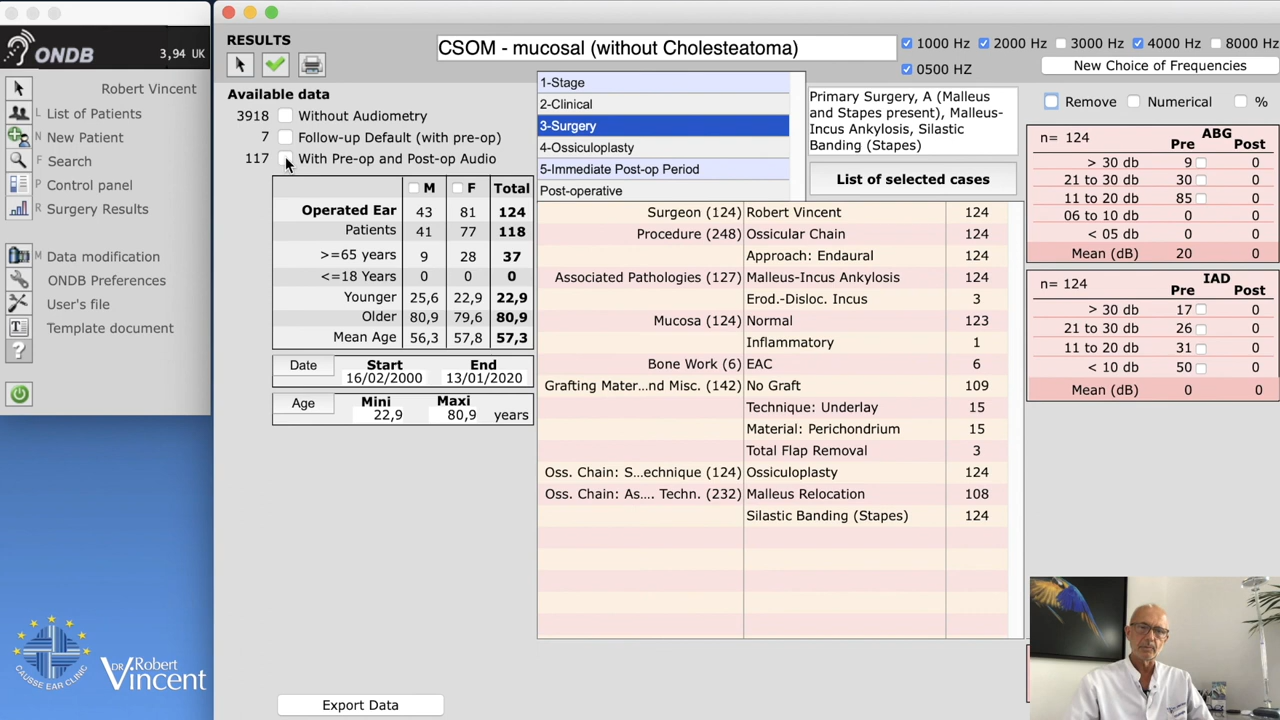 ONDB
3,94 UK
Robert Vincent
L List of Patients
N New Patient
F Search
P Control panel
R Surgery Results
M Data modification
ONDB Preferences
User's file
Template document
?
CAUSSE EAR CLINIC
DR Robert
Vincent
RESULTS
CSOM - mucosal (without Cholesteatoma)
1000 Hz 2000 Hz 3000 Hz 4000 Hz 8000 Hz
0500 HZ
New Choice of Frequencies
Available data
3918 Without Audiometry
7 Follow-up Default (with pre-op)
117 With Pre-op and Post-op Audio
M F Total
Operated Ear 43 81 124
Patients 41 77 118
>=65 years 9 28 37
<=18 Years 0 0 0
Younger 25,6 22,9 22,9
Older 80,9 79,6 80,9
Mean Age 56,3 57,8 57,3
Date Start End
16/02/2000 13/01/2020
Age Mini Maxi
22,9 80,9 years
Export Data
1-Stage
2-Clinical
3-Surgery
4-Ossiculoplasty
5-Immediate Post-op Period
Post-operative
Primary Surgery, A (Malleus
and Stapes present), Malleus-
Incus Ankylosis, Silastic
Banding (Stapes)
List of selected cases
Surgeon (124) Robert Vincent 124
Procedure (248) Ossicular Chain 124
Approach: Endaural 124
Associated Pathologies (127) Malleus-Incus Ankylosis 124
Erod.-Disloc. Incus 3
Mucosa (124) Normal 123
Inflammatory 1
Bone Work (6) EAC 6
Grafting Mater...nd Misc. (142) No Graft 109
Technique: Underlay 15
Material: Perichondrium 15
Total Flap Removal 3
Oss. Chain: S...echnique (124) Ossiculoplasty 124
Oss. Chain: As.... Techn. (232) Malleus Relocation 108
Silastic Banding (Stapes) 124
Remove Numerical %
n= 124 ABG
Pre Post
> 30 db 9 0
21 to 30 db 30 0
11 to 20 db 85 0
06 to 10 db 0 0
< 05 db 0 0
Mean (dB) 20 0
n= 124 IAD
Pre Post
> 30 db 17 0
21 to 30 db 26 0
11 to 20 db 31 0
< 10 db 50 0
Mean (dB) 0 0